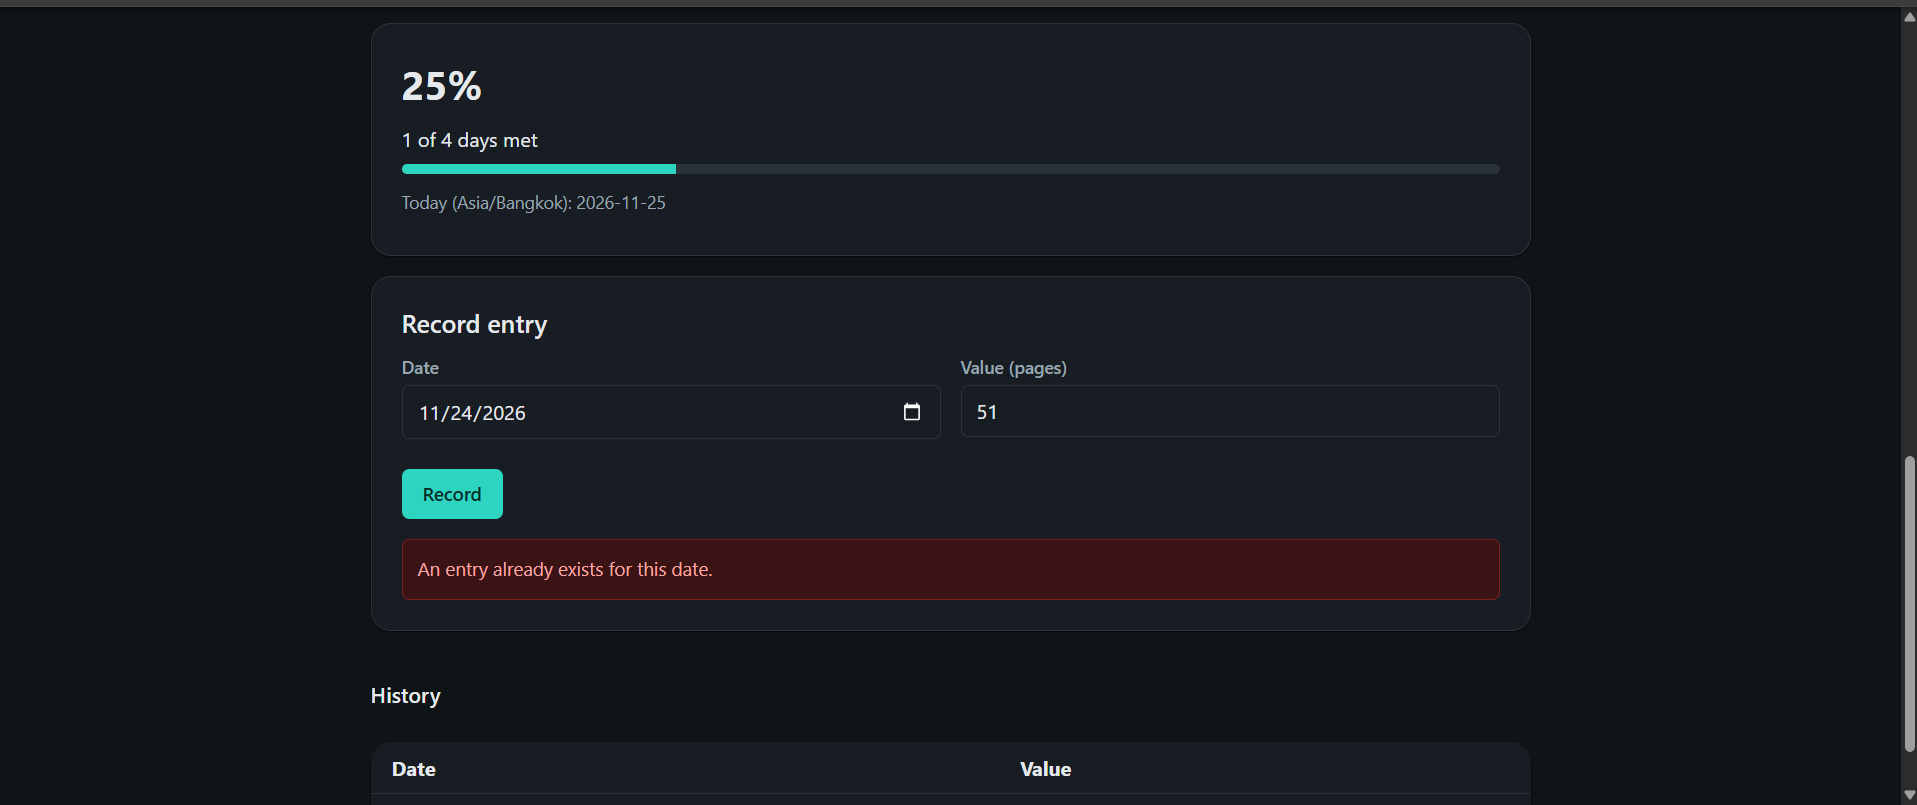 25%
1 of 4 days met
Today (Asia/Bangkok): 2026-11-25
Record entry
Date Value (pages)
11/24/2026 51
Record
An entry already exists for this date.
History
Date Value